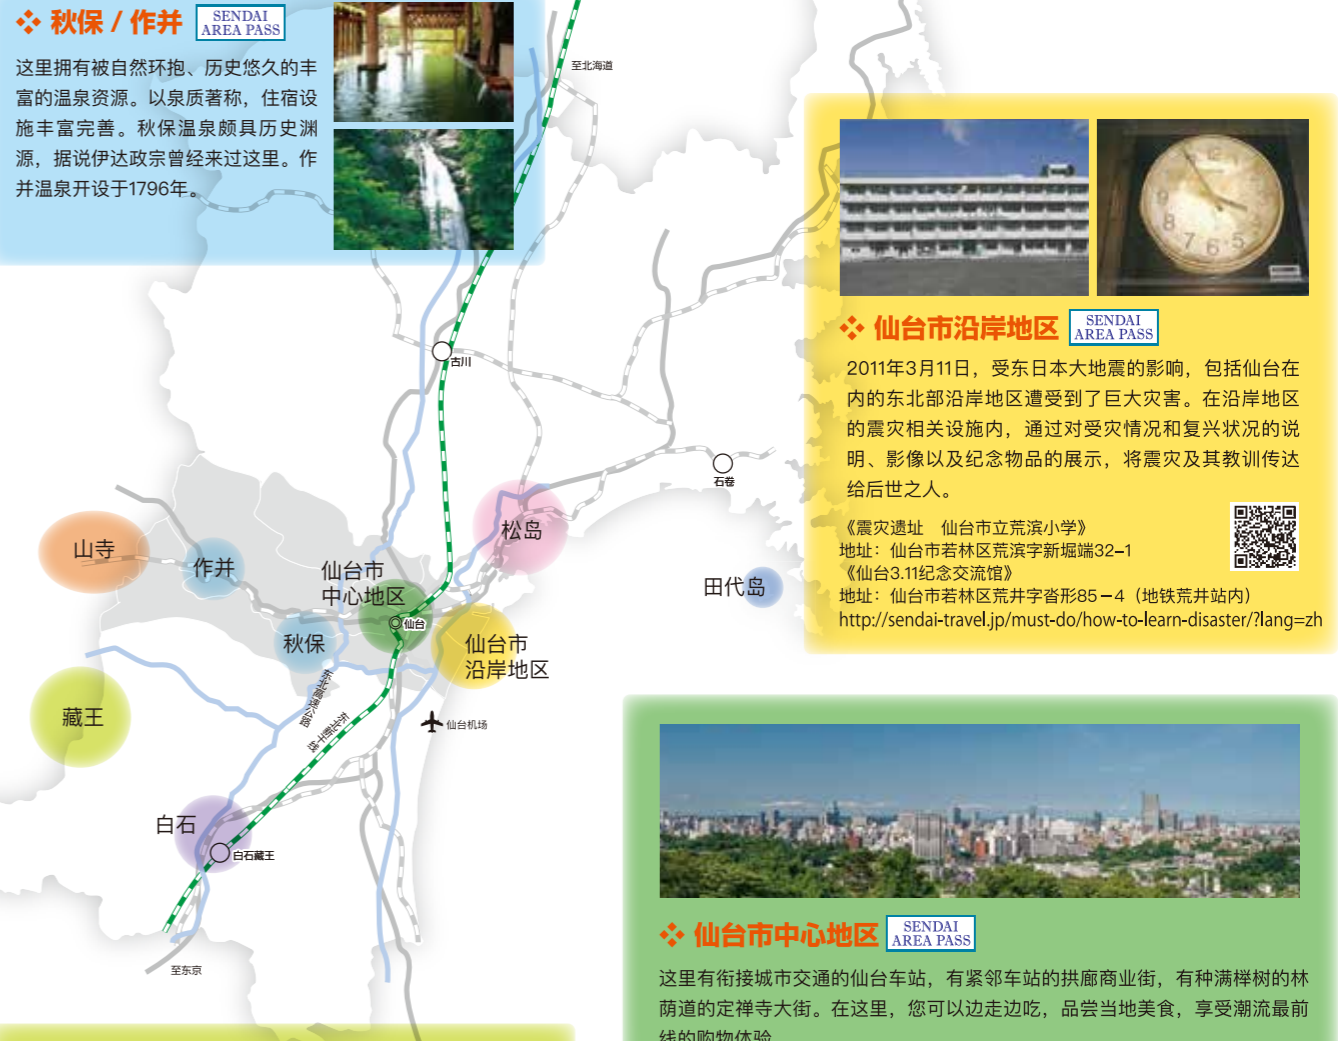 秋保 / 作并
SENDAI
AREA PASS
这里拥有被自然环抱、历史悠久的丰
富的温泉资源。以泉质著称，住宿设
施丰富完善。秋保温泉颇具历史渊
源，据说伊达政宗曾经来过这里。作
并温泉开设于1796年。
至北海道
古川
石卷
松岛
山寺
作并
仙台市
中心地区
仙台
田代岛
秋保
仙台市
沿岸地区
东北高速公路
东北新干线
藏王
仙台机场
白石
白石藏王
至东京
仙台市沿岸地区
SENDAI
AREA PASS
2011年3月11日，受东日本大地震的影响，包括仙台在
内的东北部沿岸地区遭受到了巨大灾害。在沿岸地区
的震灾相关设施内，通过对受灾情况和复兴状况的说
明、影像以及纪念物品的展示，将震灾及其教训传达
给后世之人。
《震灾遗址　仙台市立荒滨小学》
地址：仙台市若林区荒滨字新堀端32–1
《仙台3.11纪念交流馆》
地址：仙台市若林区荒井字沓形85－4（地铁荒井站内）
http://sendai-travel.jp/must-do/how-to-learn-disaster/?lang=zh
仙台市中心地区
SENDAI
AREA PASS
这里有衔接城市交通的仙台车站，有紧邻车站的拱廊商业街，有种满榉树的林
荫道的定禅寺大街。在这里，您可以边走边吃，品尝当地美食，享受潮流最前
线的购物体验